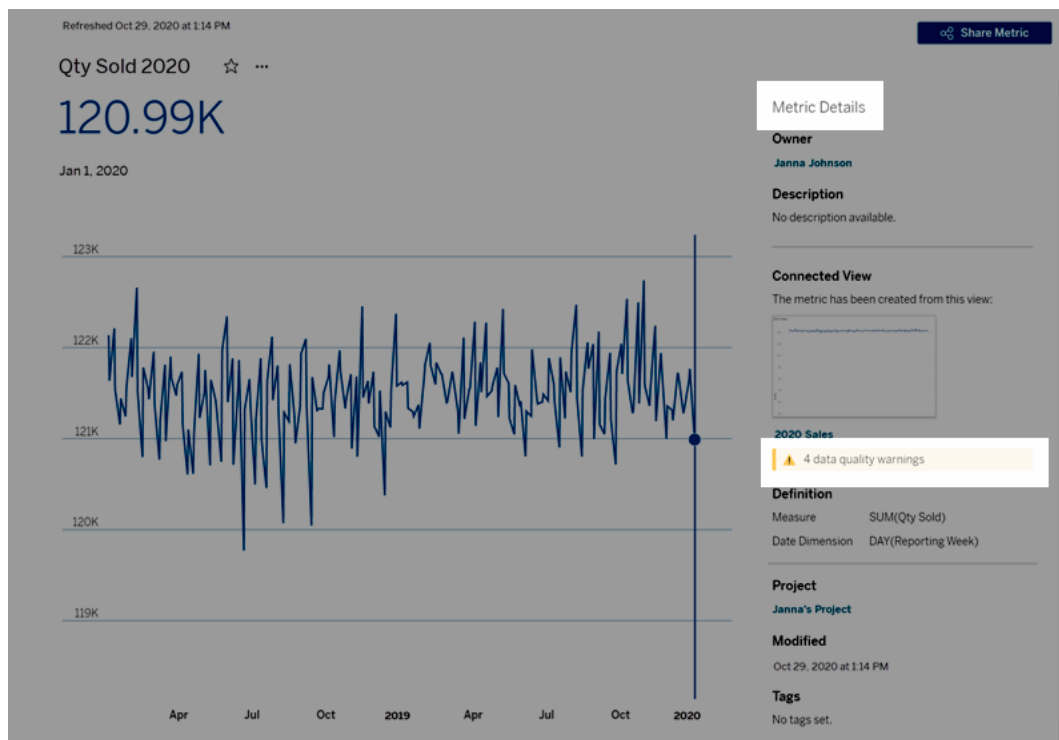 Refreshed Oct 29, 2020 at 1:14 PM
Share Metric
Qty Sold 2020
120.99K
Jan 1, 2020
123K
122K
121K
120K
119K
Apr Jul Oct 2019 Apr Jul Oct 2020
Metric Details
Owner
Janna Johnson
Description
No description available.
Connected View
The metric has been created from this view:
2020 Sales
4 data quality warnings
Definition
Measure SUM(Qty Sold)
Date Dimension DAY(Reporting Week)
Project
Janna's Project
Modified
Oct 29, 2020 at 1:14 PM
Tags
No tags set.